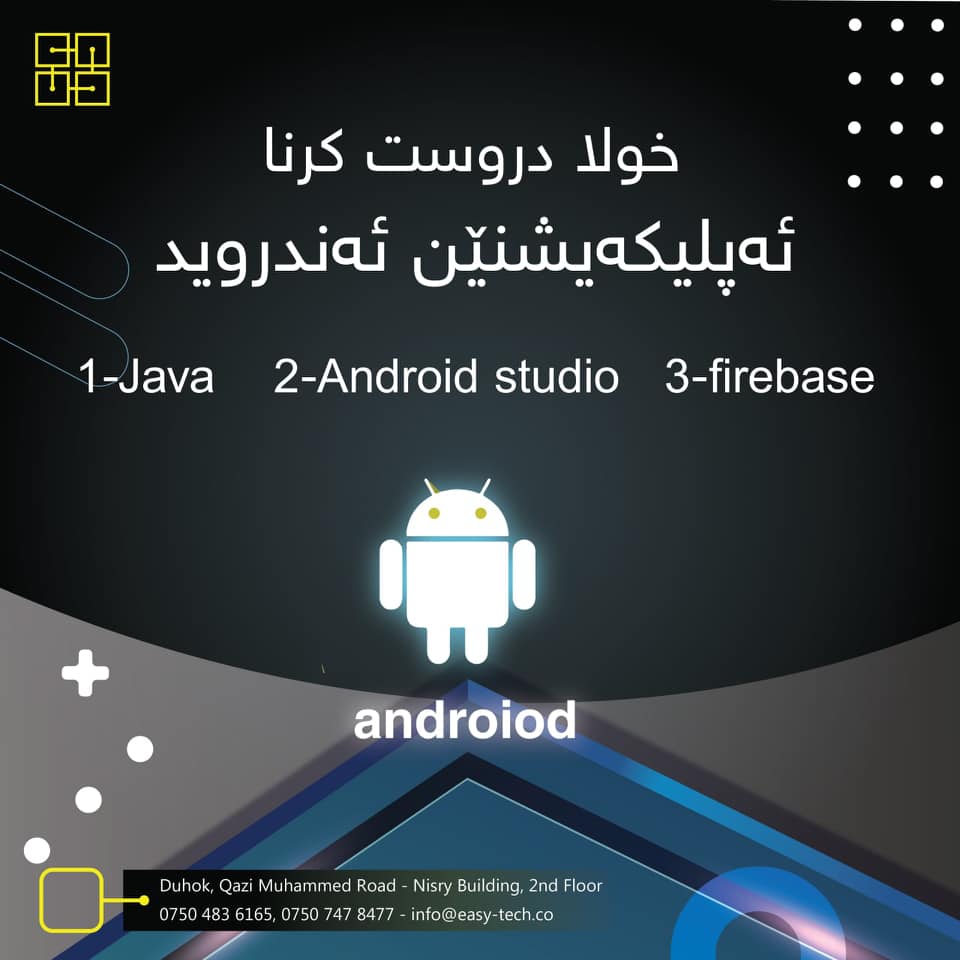 خولا دروست کرنا
ئەپلیکەیشنێن ئەندروید
1-Java 2-Android studio 3-firebase
androiod
Duhok, Qazi Muhammed Road - Nisry Building, 2nd Floor
0750 483 6165, 0750 747 8477 - info@easy-tech.co